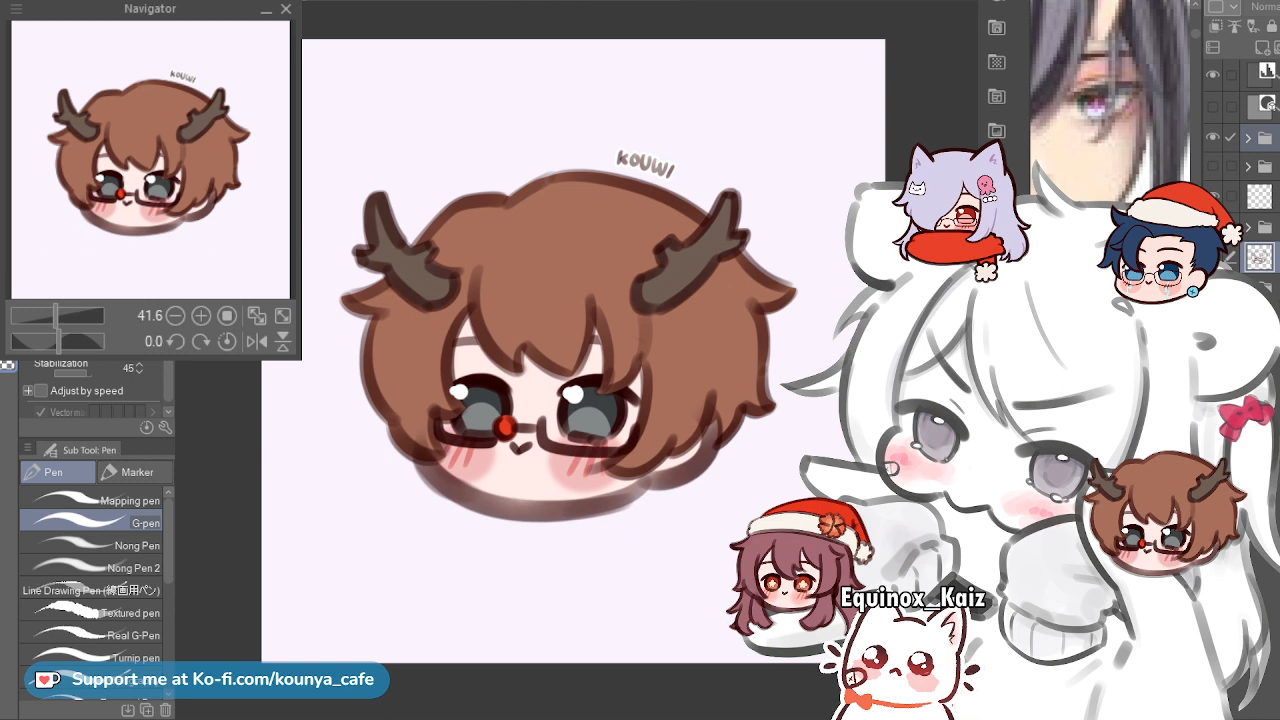 Navigator
41.6
0.0
Stabilization
45
Adjust by speed
Sub Tool: Pen
Pen
Marker
Mapping pen
G-pen
Nong Pen
Nong Pen 2
Line Drawing Pen (線画用ペン)
Textured pen
Real G-Pen
Turnip pen
Support me at Ko-fi.com/kounya_cafe
KOUWI
KOUWI
Equinox_Kaiz